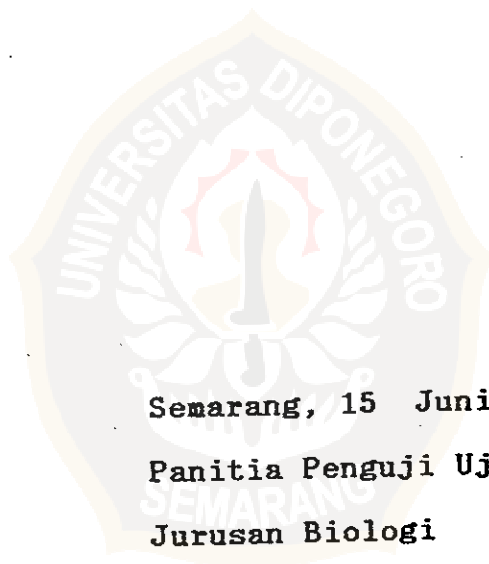 UNIVERSITAS DIPONEGORO
Semarang, 15 Juni
Panitia Penguji Uj
SEMARANG
Jurusan Biologi